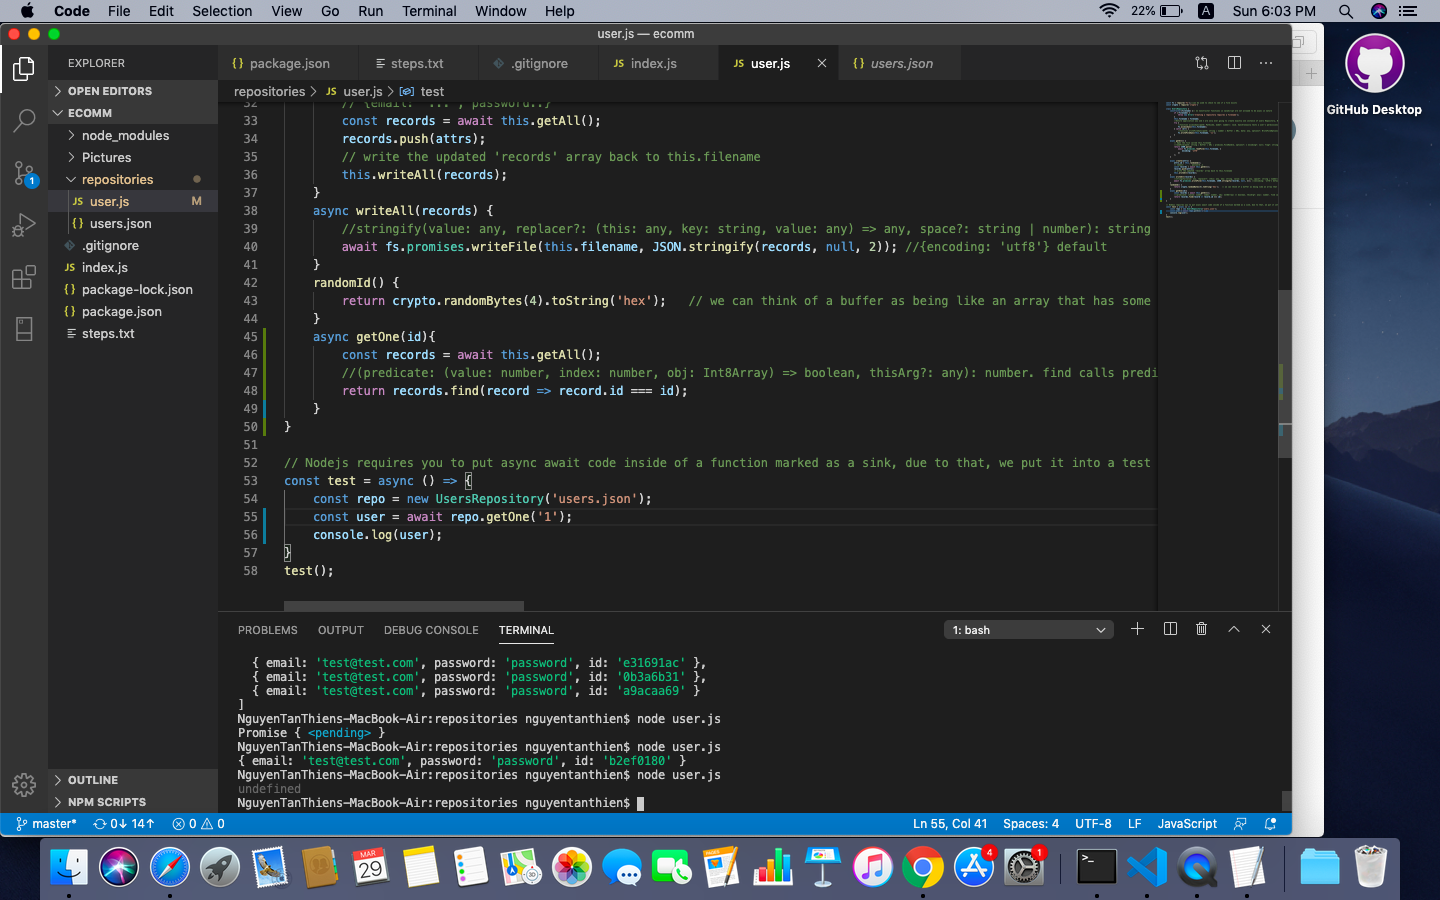 Code File Edit Selection View Go Run Terminal Window Help 22% A Sun 6:03 PM
user.js — ecomm
EXPLORER
{} package.json steps.txt .gitignore JS index.js JS user.js {} users.json
OPEN EDITORS
ECOMM
node_modules
Pictures
repositories
JS user.js M
{} users.json
.gitignore
JS index.js
{} package-lock.json
{} package.json
steps.txt
OUTLINE
NPM SCRIPTS
1
repositories > JS user.js > test
32 // {email: '...', password..}
33 const records = await this.getAll();
34 records.push(attrs);
35 // write the updated 'records' array back to this.filename
36 this.writeAll(records);
37 }
38 async writeAll(records) {
39 //stringify(value: any, replacer?: (this: any, key: string, value: any) => any, space?: string | number): string
40 await fs.promises.writeFile(this.filename, JSON.stringify(records, null, 2)); //{encoding: 'utf8'} default
41 }
42 randomId() {
43 return crypto.randomBytes(4).toString('hex'); // we can think of a buffer as being like an array that has some
44 }
45 async getOne(id){
46 const records = await this.getAll();
47 //(predicate: (value: number, index: number, obj: Int8Array) => boolean, thisArg?: any): number. find calls predi
48 return records.find(record => record.id === id);
49 }
50 }
51
52 // Nodejs requires you to put async await code inside of a function marked as a sink, due to that, we put it into a test
53 const test = async () => {
54 const repo = new UsersRepository('users.json');
55 const user = await repo.getOne('1');
56 console.log(user);
57 }
58 test();
PROBLEMS OUTPUT DEBUG CONSOLE TERMINAL 1: bash
{ email: 'test@test.com', password: 'password', id: 'e31691ac' },
{ email: 'test@test.com', password: 'password', id: '0b3a6b31' },
{ email: 'test@test.com', password: 'password', id: 'a9acaa69' }
]
NguyenTanThiens-MacBook-Air:repositories nguyentanthien$ node user.js
Promise { <pending> }
NguyenTanThiens-MacBook-Air:repositories nguyentanthien$ node user.js
{ email: 'test@test.com', password: 'password', id: 'b2ef0180' }
NguyenTanThiens-MacBook-Air:repositories nguyentanthien$ node user.js
undefined
NguyenTanThiens-MacBook-Air:repositories nguyentanthien$
master* 0↓ 14↑ 0 0 Ln 55, Col 41 Spaces: 4 UTF-8 LF JavaScript
GitHub Desktop
MAR
29
4
1
>_